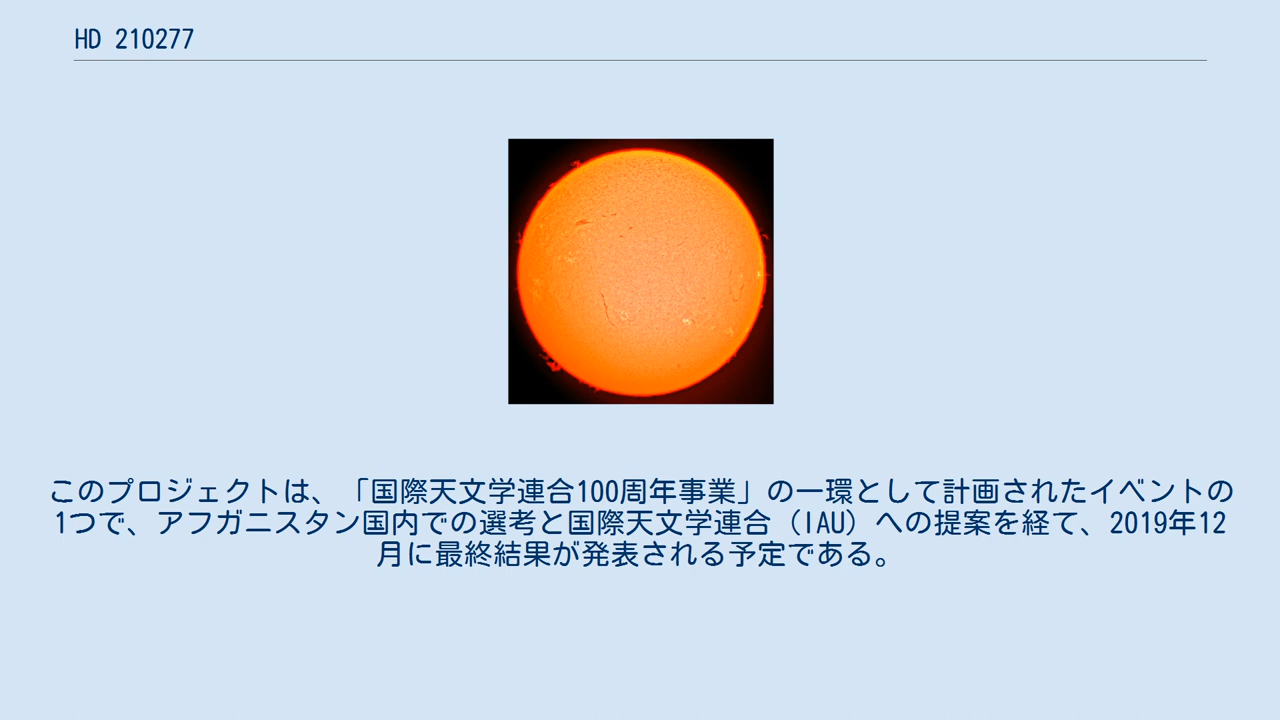 HD 210277
このプロジェクトは、「国際天文学連合100周年事業」の一環として計画されたイベントの
1つで、アフガニスタン国内での選考と国際天文学連合（IAU）への提案を経て、2019年12
月に最終結果が発表される予定である。